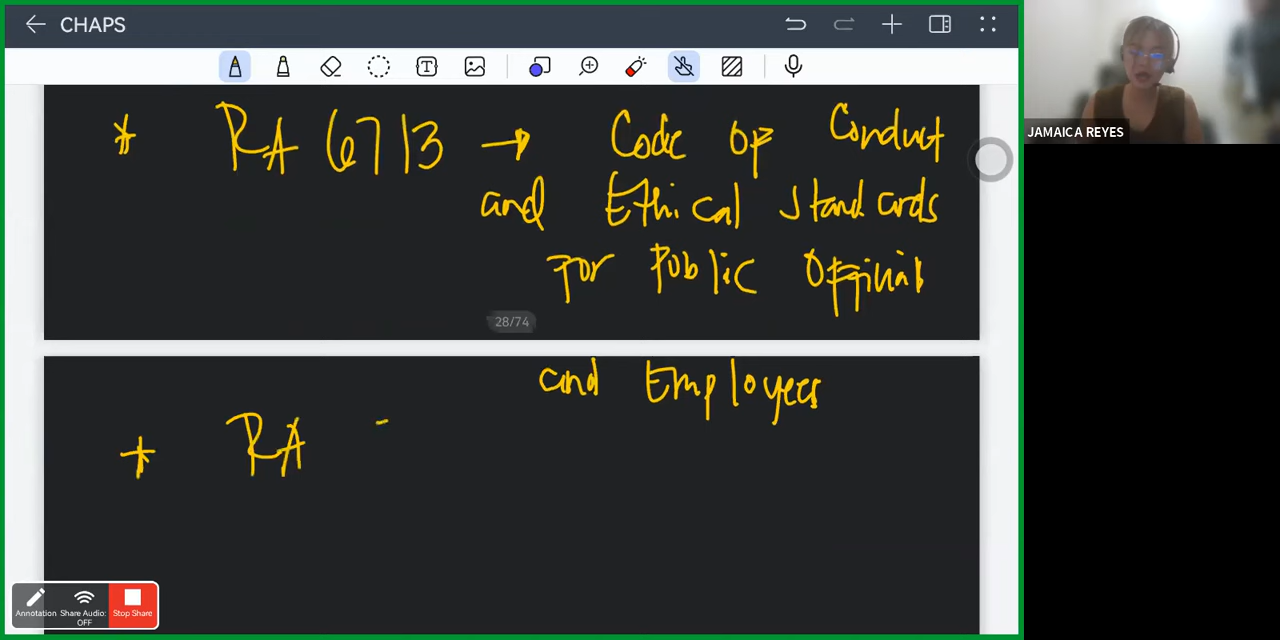 CHAPS
JAMAICA REYES
* RA 6713 → Code of Conduct
and Ethical Standards
for Public Official
28/74
and Employees
* RA
Annotation
Share Audio: OFF
Stop Share